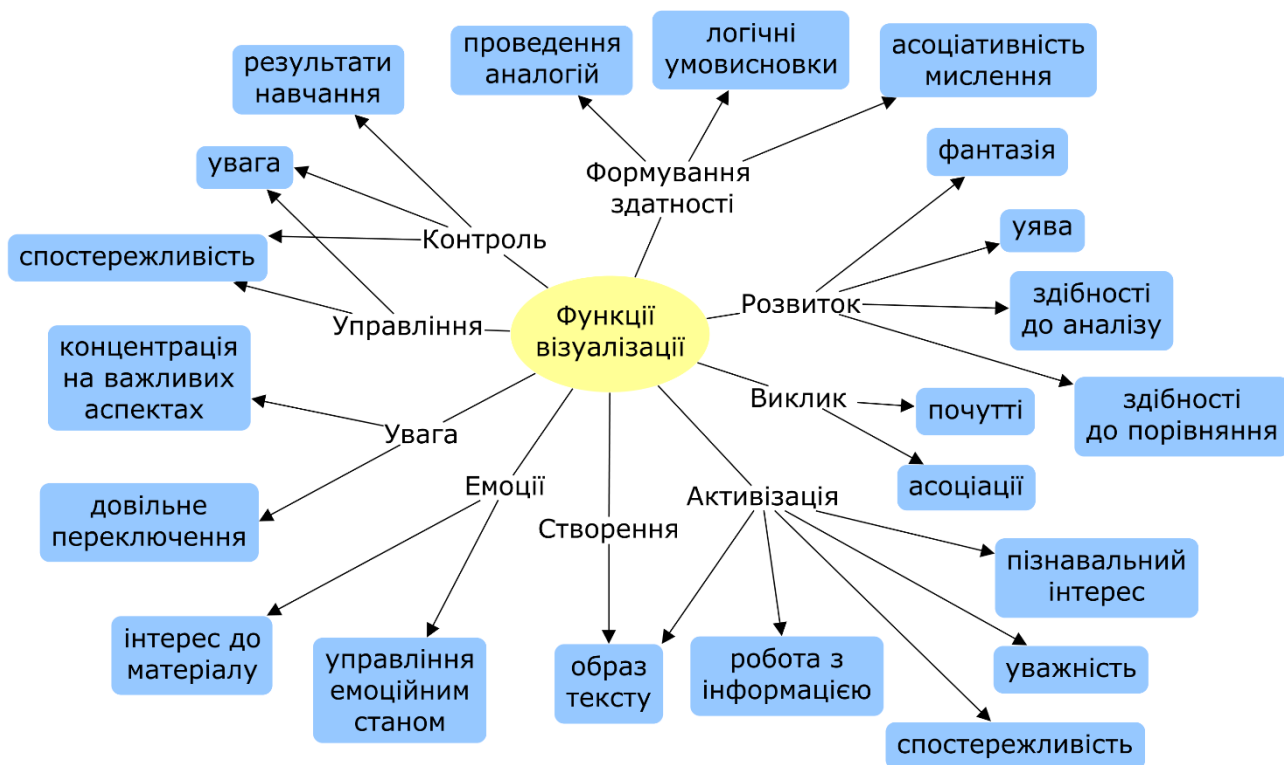 результати
навчання
проведення
аналогій
логічні
умовисновки
асоціативність
мислення
увага
Формування
здатності
фантазія
спостережливість
Контроль
уява
Управління
Функції
візуалізації
Розвиток
здібності
до аналізу
концентрація
на важливих
аспектах
Увага
Виклик
почутті
здібності
до порівняння
довільне
переключення
Емоції
Створення
Активізація
асоціації
пізнавальний
інтерес
інтерес до
матеріалу
управління
емоційним
станом
образ
тексту
робота з
інформацією
уважність
спостережливість